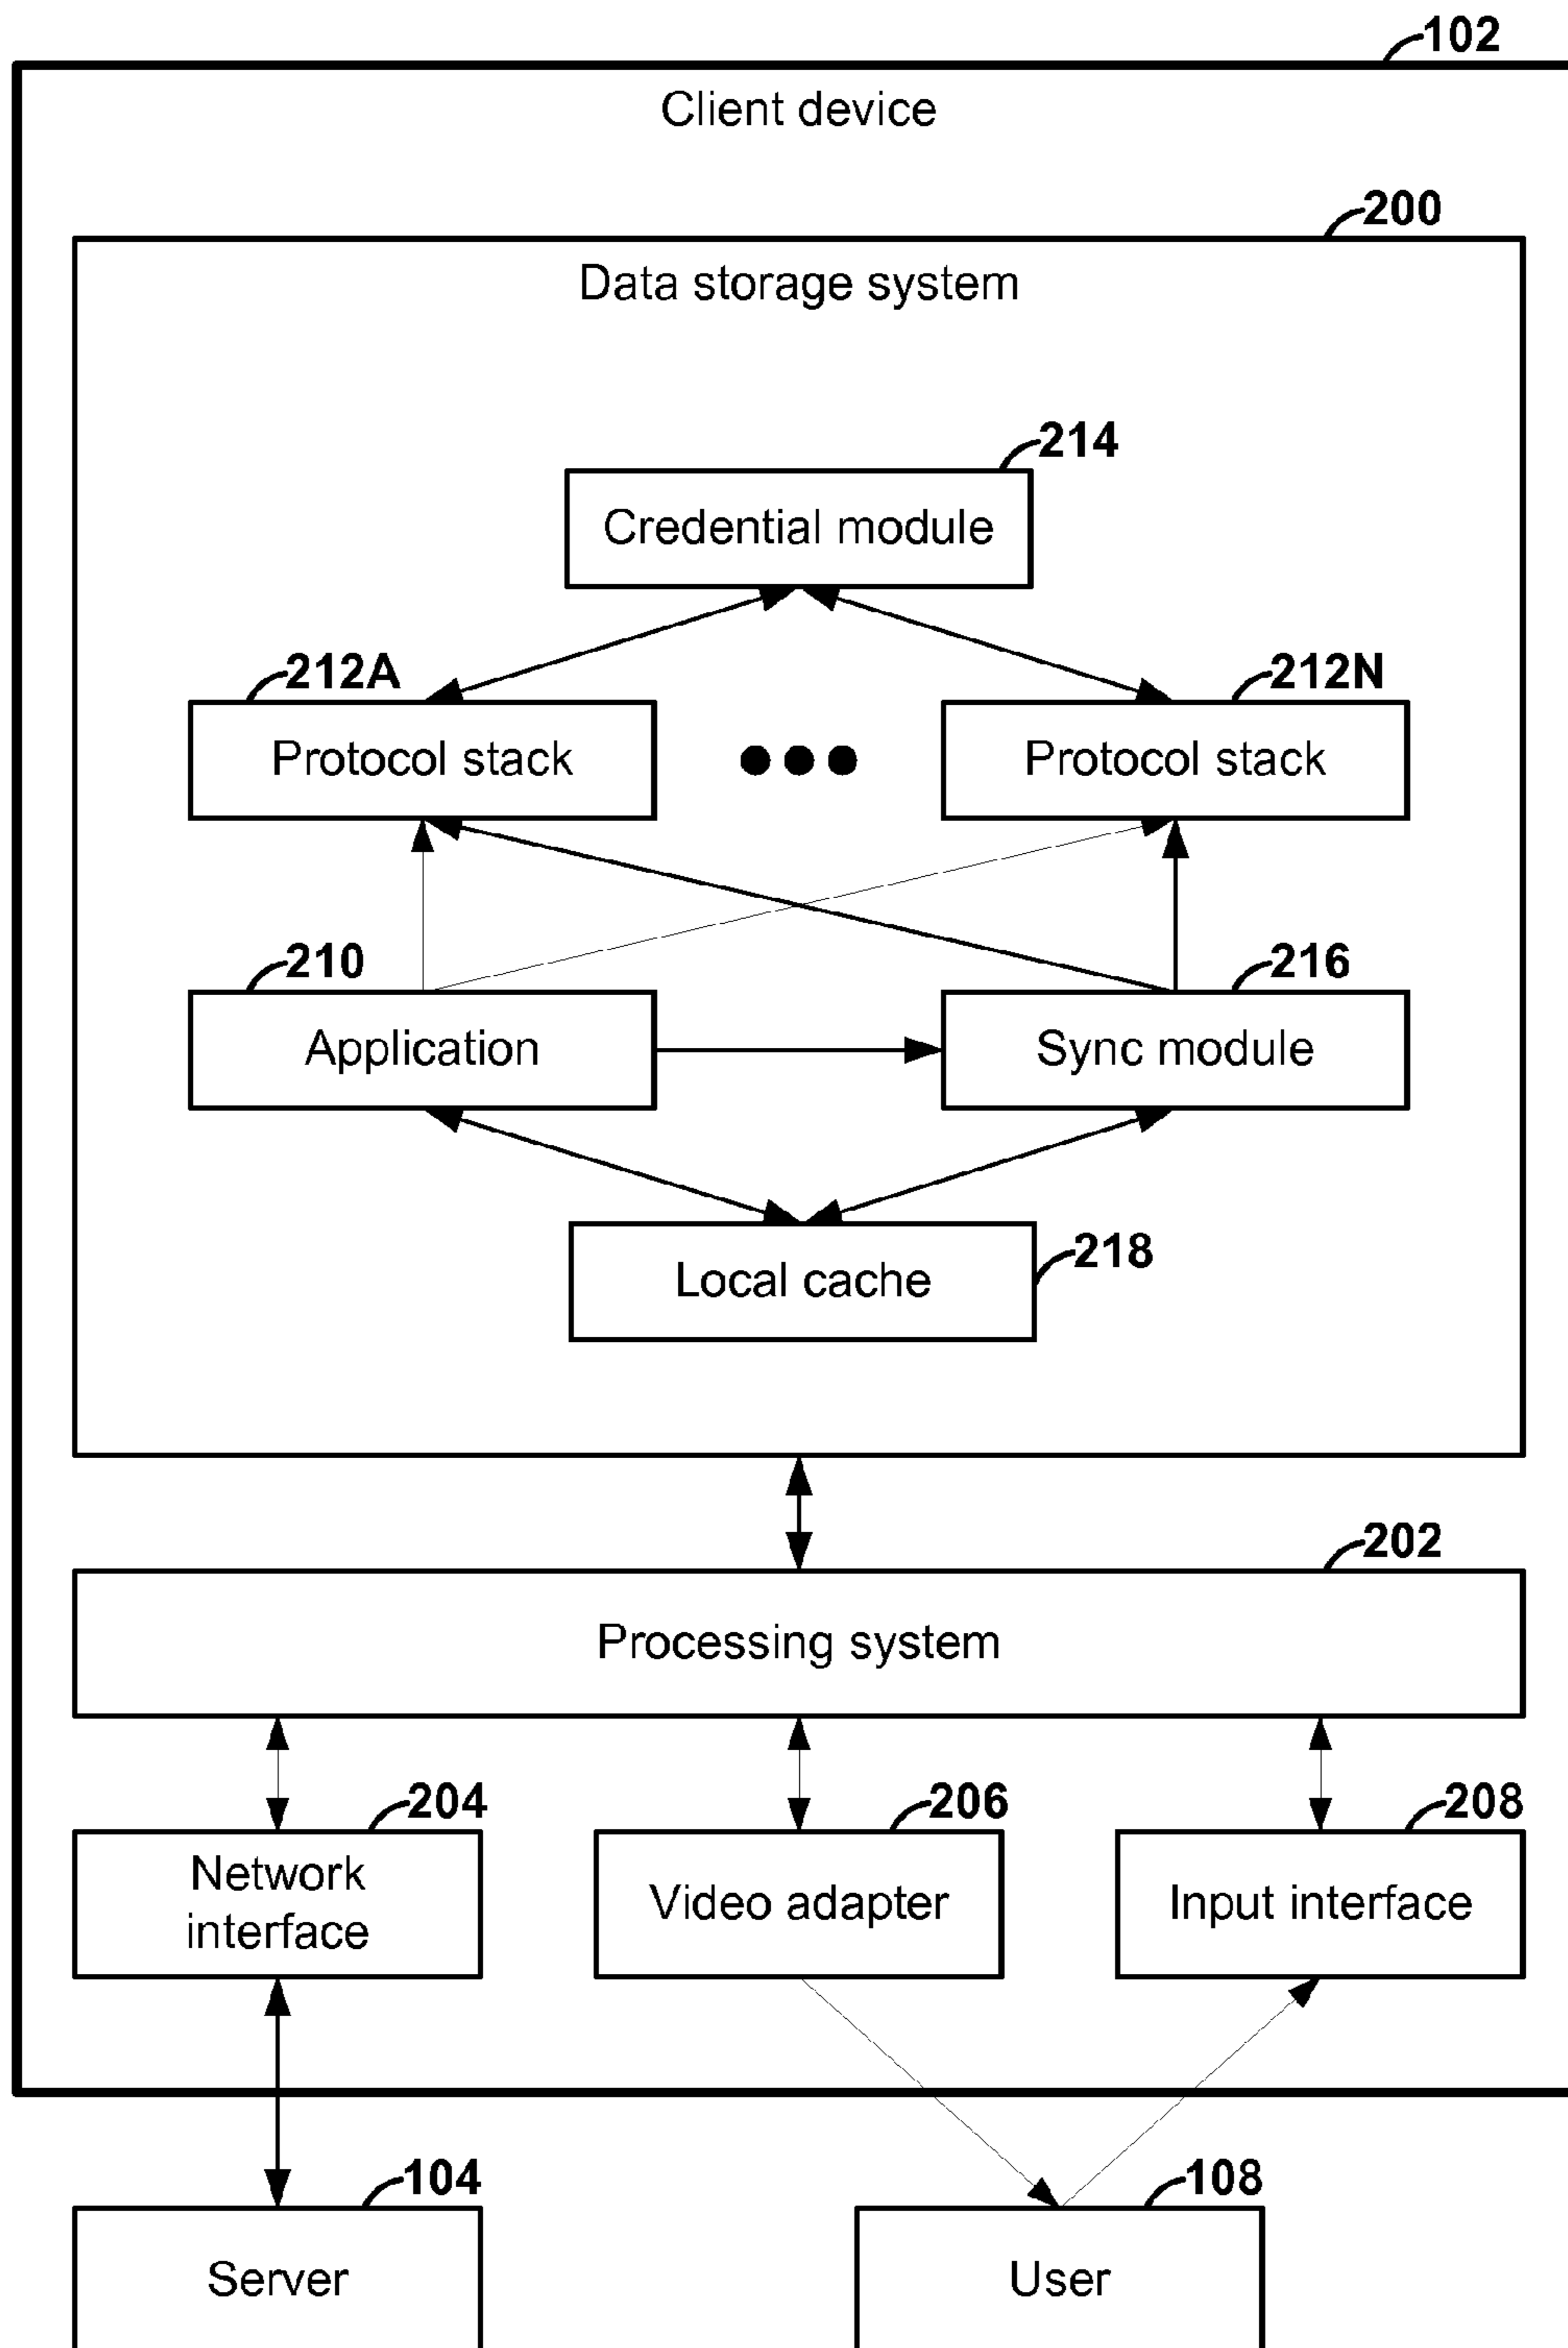 102
Client device
200
Data storage system
214
Credential module
212A
212N
Protocol stack
Protocol stack
210
216
Application
Sync module
218
Local cache
202
Processing system
204
206
208
Network
interface
Video adapter
Input interface
104
108
Server
User